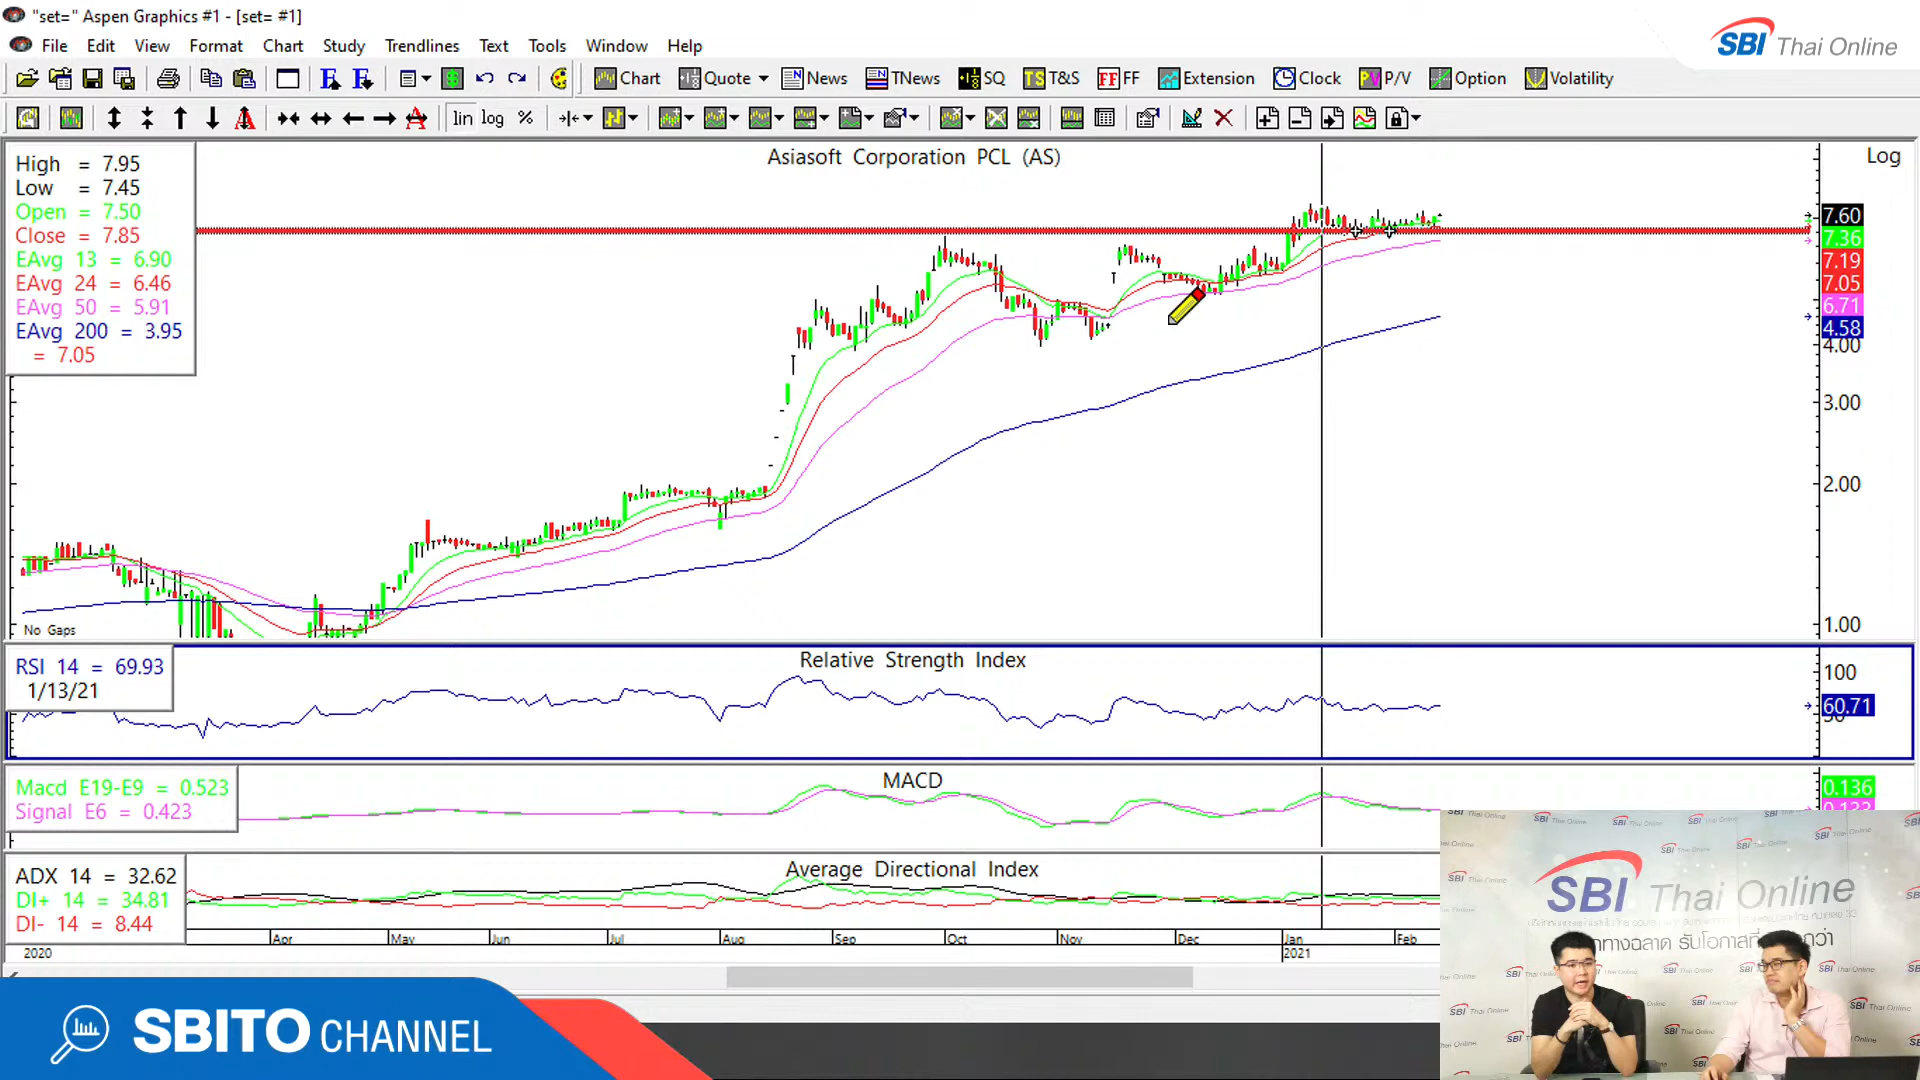 "set=" Aspen Graphics #1 - [set= #1]
File Edit View Format Chart Study Trendlines Text Tools Window Help
SBI Thai Online
Chart Quote News TNews SQ T&S FF Extension Clock P/V Option Volatility
lin log %
Asiasoft Corporation PCL (AS)
Log
High = 7.95
Low = 7.45
Open = 7.50
Close = 7.85
EAvg 13 = 6.90
EAvg 24 = 6.46
EAvg 50 = 5.91
EAvg 200 = 3.95
= 7.05
7.60
7.36
7.19
7.05
6.71
4.58
4.00
3.00
2.00
1.00
No Gaps
Relative Strength Index
RSI 14 = 69.93
1/13/21
100
60.71
MACD
Macd E19-E9 = 0.523
Signal E6 = 0.423
0.136
Average Directional Index
ADX 14 = 32.62
DI+ 14 = 34.81
DI- 14 = 8.44
Apr May Jun Jul Aug Sep Oct Nov Dec Jan Feb
2020 2021
SBITO CHANNEL
SBI Thai Online